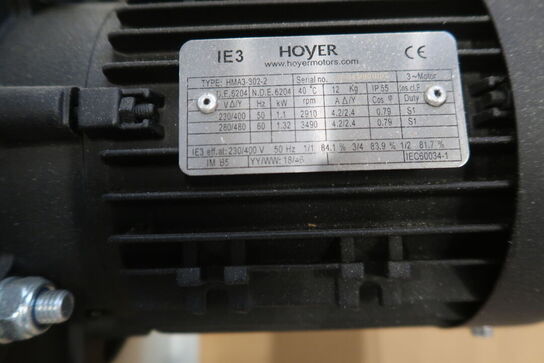 IE3 HOYER CE
www.hoyermotors.com
TYPE: HMA3-802-2 Serial no. 3~Motor
D.E.6204 N.D.E.6204 40 °C 12 Kg IP 55 Ins.cl.F
V Δ/Y Hz kW rpm A Δ/Y Cos φ Duty
230/400 50 1.1 2910 4.2/2.4 0.79 S1
280/480 60 1.32 3490 4.2/2.4 0.79 S1
IE3 eff.at: 230/400 V 50 Hz 1/1 84.1 % 3/4 83,9 % 1/2 81.7 %
IM B5 YY/WW: 18/46 IEC60034-1